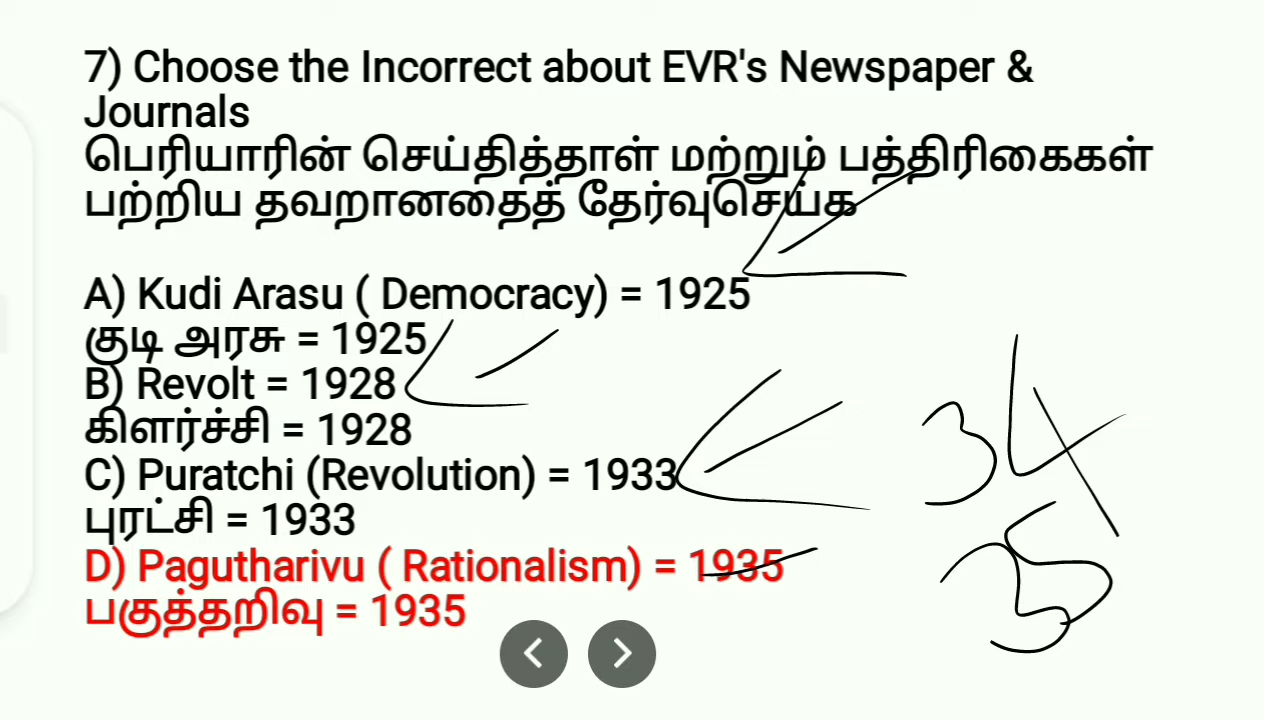 7) Choose the Incorrect about EVR's Newspaper &
Journals
பெரியாரின் செய்தித்தாள் மற்றும் பத்திரிகைகள்
பற்றிய தவறானதைத் தேர்வுசெய்க
A) Kudi Arasu ( Democracy) = 1925
குடி அரசு = 1925
B) Revolt = 1928
கிளர்ச்சி = 1928
C) Puratchi (Revolution) = 1933
புரட்சி = 1933
34
D) Pagutharivu ( Rationalism) = 1935
பகுத்தறிவு = 1935
35